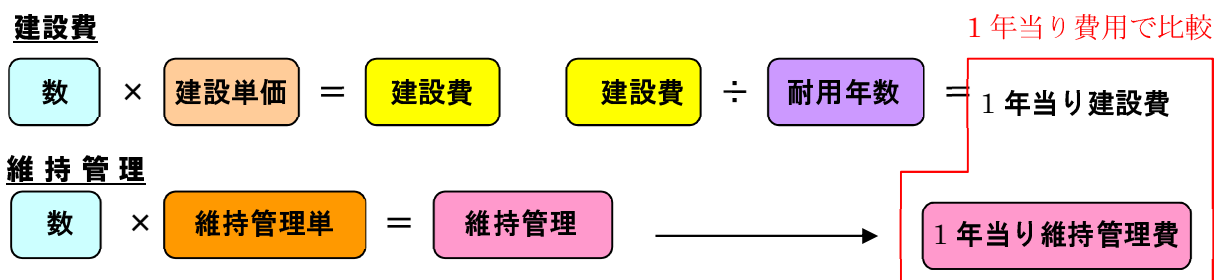 建設費
1 年当り費用で比較
数 × 建設単価 = 建設費 建設費 ÷ 耐用年数 = 1 年当り建設費
維 持 管 理
数 × 維持管理単 = 維持管理 1 年当り維持管理費